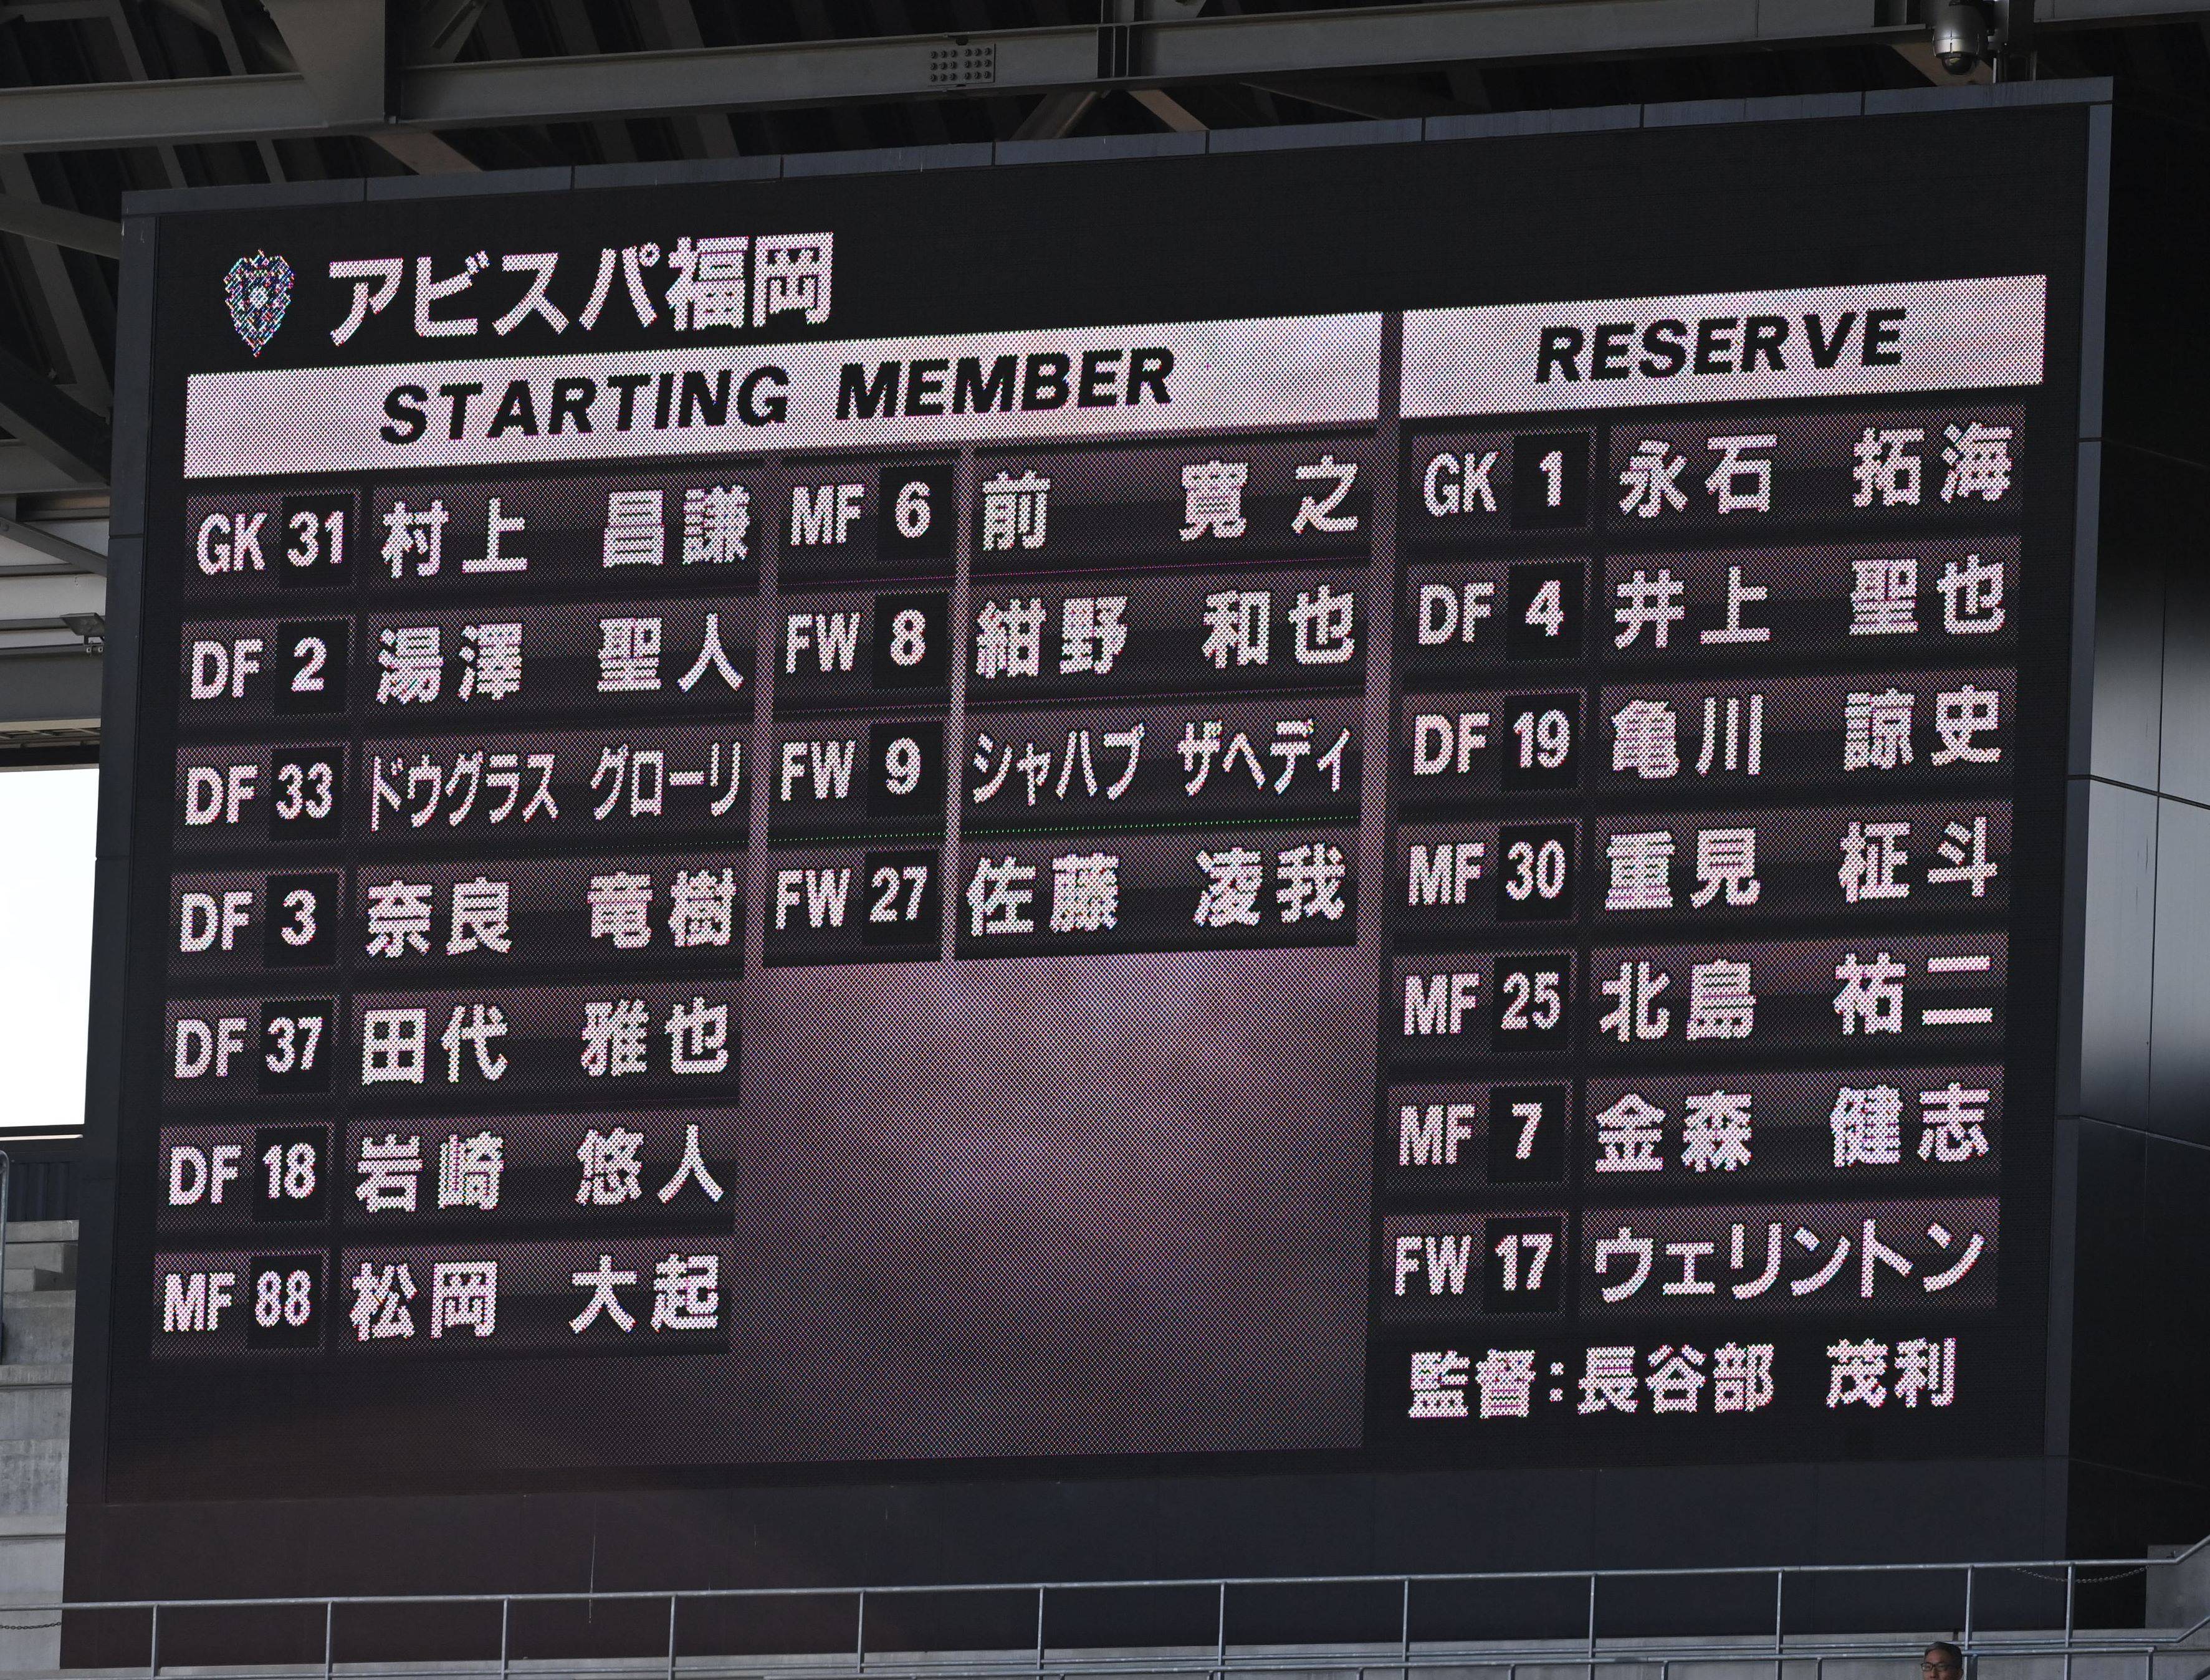 アビスパ福岡
STARTING MEMBER
GK 31 村上 昌謙
DF 2 湯澤 聖人
DF 33 ドウグラス グローリ
DF 3 奈良 竜樹
DF 37 田代 雅也
DF 18 岩崎 悠人
MF 88 松岡 大起
MF 6 前 寛之
FW 8 紺野 和也
FW 9 シャハブ ザヘディ
FW 27 佐藤 凌我
RESERVE
GK 1 永石 拓海
DF 4 井上 聖也
DF 19 亀川 諒史
MF 30 重見 柾斗
MF 25 北島 祐二
MF 7 金森 健志
FW 17 ウェリントン
監督:長谷部 茂利